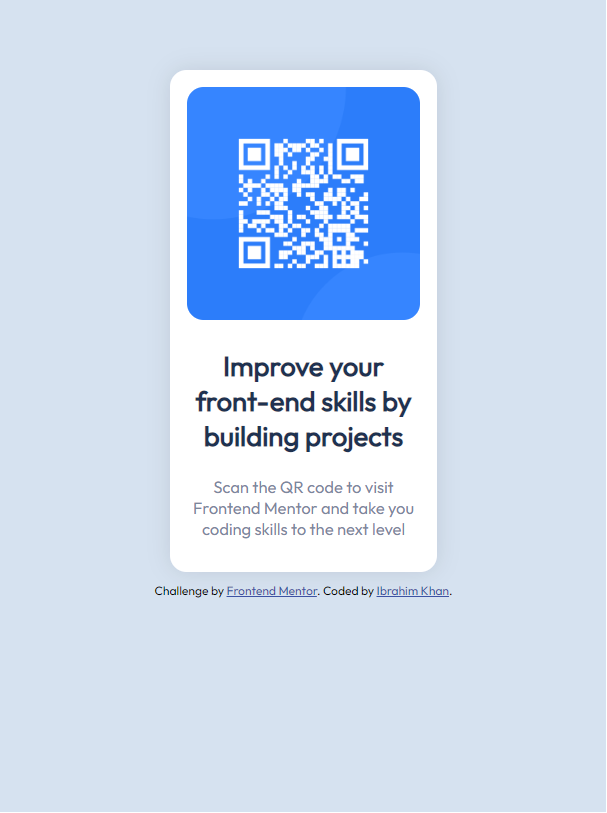 Improve your
front-end skills by
building projects
Scan the QR code to visit
Frontend Mentor and take you
coding skills to the next level
Challenge by Frontend Mentor. Coded by Ibrahim Khan.